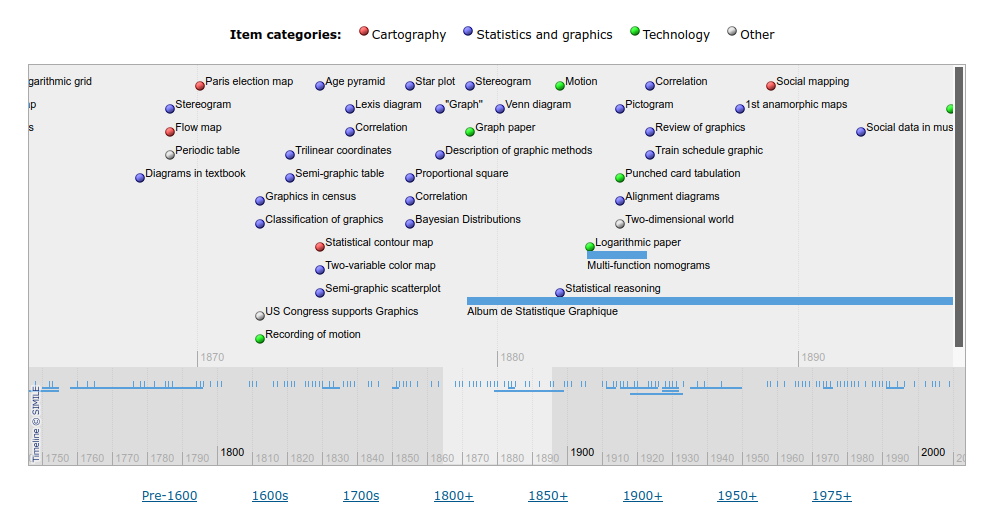 Item categories: Cartography Statistics and graphics Technology Other
garithmic grid Paris election map Age pyramid Star plot Stereogram Motion Correlation Social mapping
Stereogram Lexis diagram "Graph" Venn diagram Pictogram 1st anamorphic maps
Flow map Correlation Graph paper Review of graphics Social data in mus
Periodic table Trilinear coordinates Description of graphic methods Train schedule graphic
Diagrams in textbook Semi-graphic table Proportional square Punched card tabulation
Graphics in census Correlation Alignment diagrams
Classification of graphics Bayesian Distributions Two-dimensional world
Statistical contour map Logarithmic paper
Two-variable color map Multi-function nomograms
Semi-graphic scatterplot Statistical reasoning
US Congress supports Graphics Album de Statistique Graphique
Recording of motion
1870 1880 1890
Timeline © SIMILE
1750 1760 1770 1780 1790 1800 1810 1820 1830 1840 1850 1860 1870 1880 1890 1900 1910 1920 1930 1940 1950 1960 1970 1980 1990 2000
Pre-1600 1600s 1700s 1800+ 1850+ 1900+ 1950+ 1975+